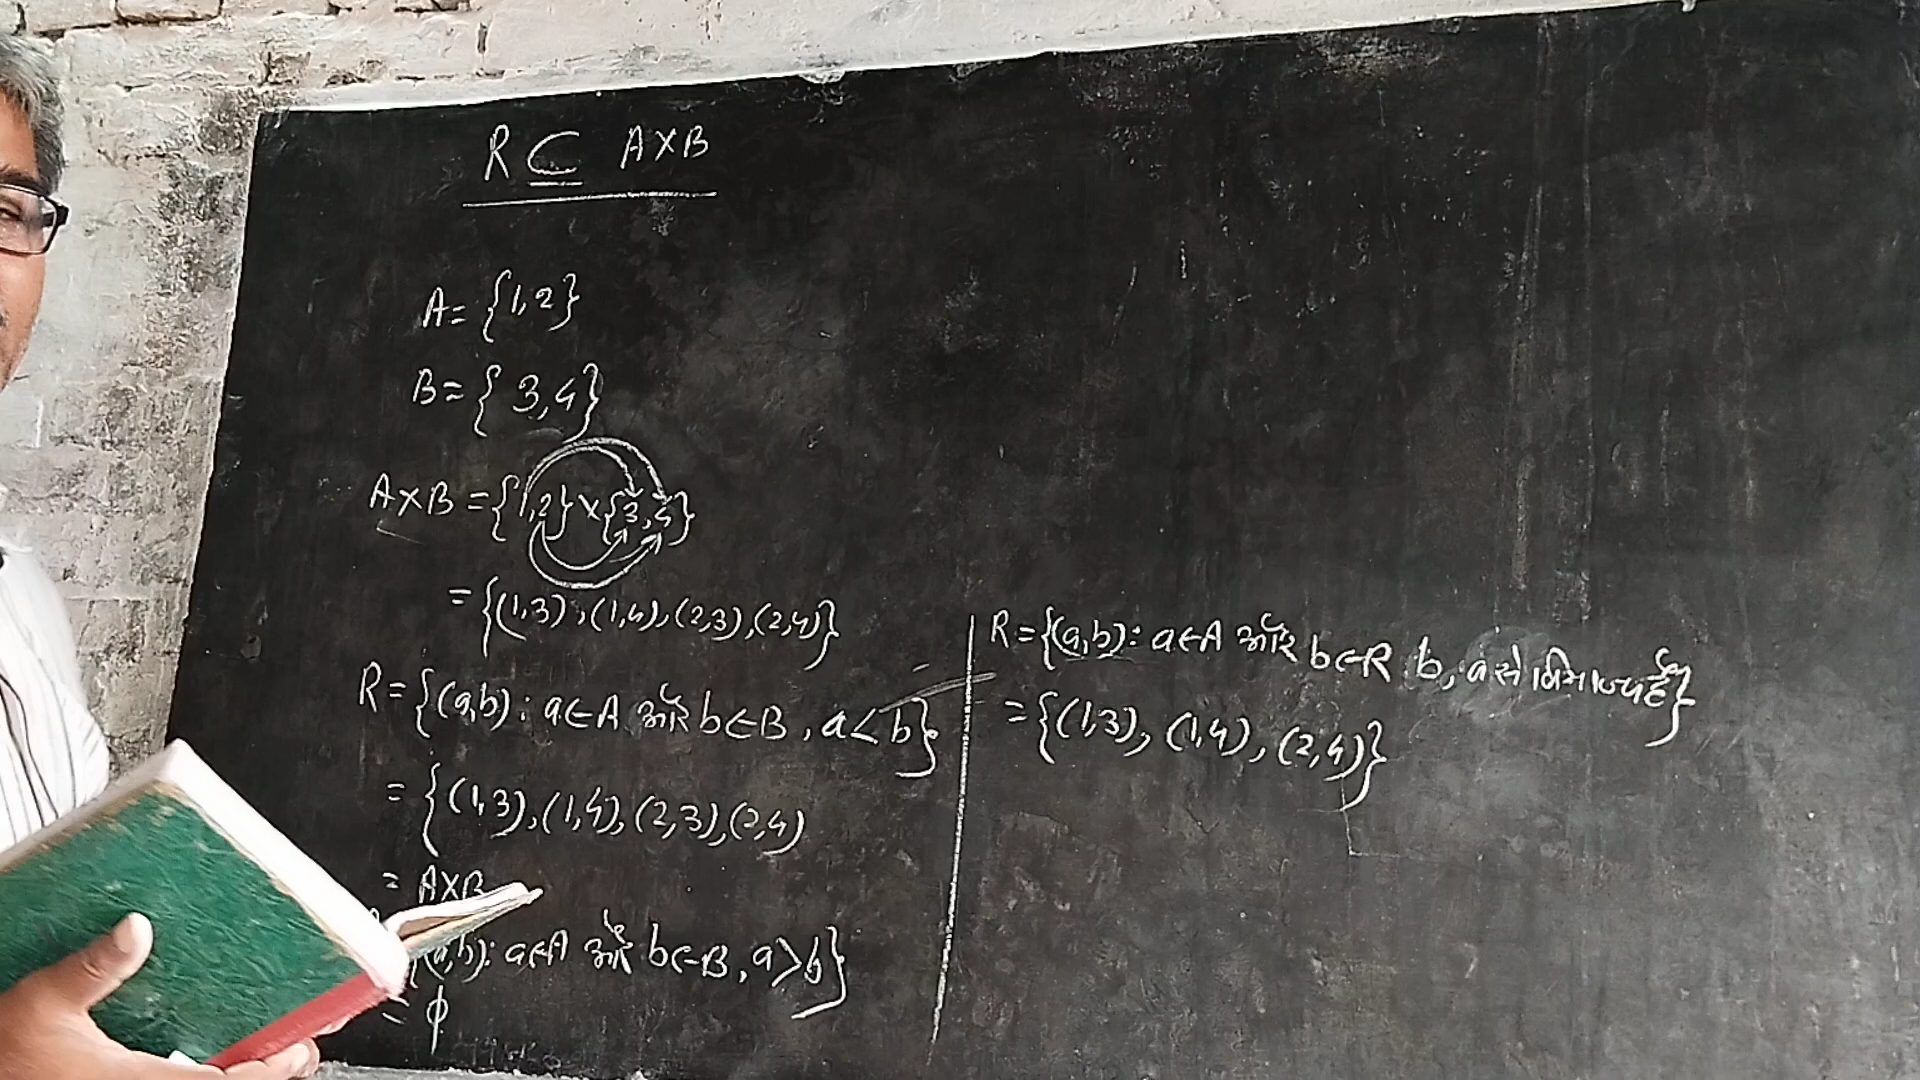 R ⊆ A×B
A = {1,2}
B = {3,4}
A×B = {1,2}×{3,4}
= {(1,3),(1,4),(2,3),(2,4)}
R = {(a,b): a∈A और b∈B, a<b}
= {(1,3),(1,4),(2,3),(2,4)
= A×B
{(a,b): a∈A और b∈B, a>b}
= ϕ
R = {(a,b): a∈A और b∈R b, a से विभाज्य है}
= {(1,3), (1,4), (2,4)}